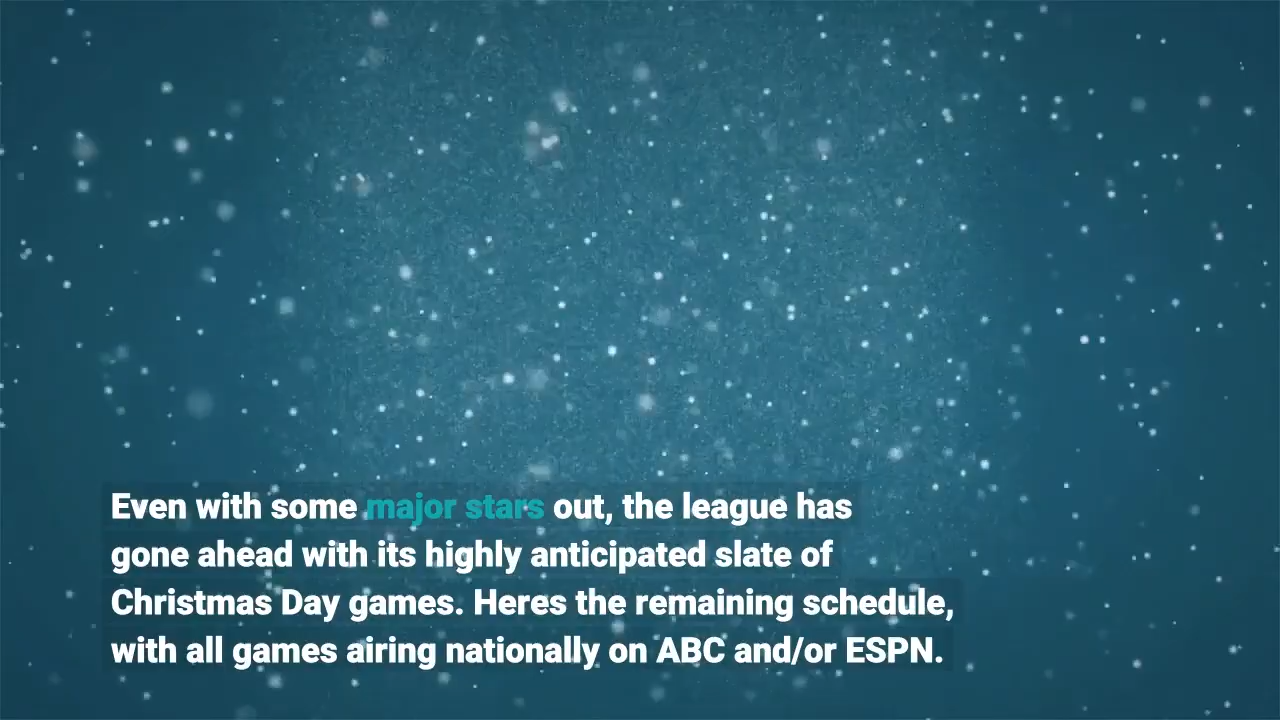 Even with some major stars out, the league has
gone ahead with its highly anticipated slate of
Christmas Day games. Heres the remaining schedule,
with all games airing nationally on ABC and/or ESPN.